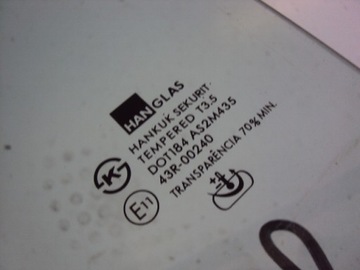 HANGLAS
HANKUK SEKURIT
TEMPERED T3.5
DOT184 AS2M435
43R-00240
TRANSPARÊNCIA 70% MIN.
K
E11